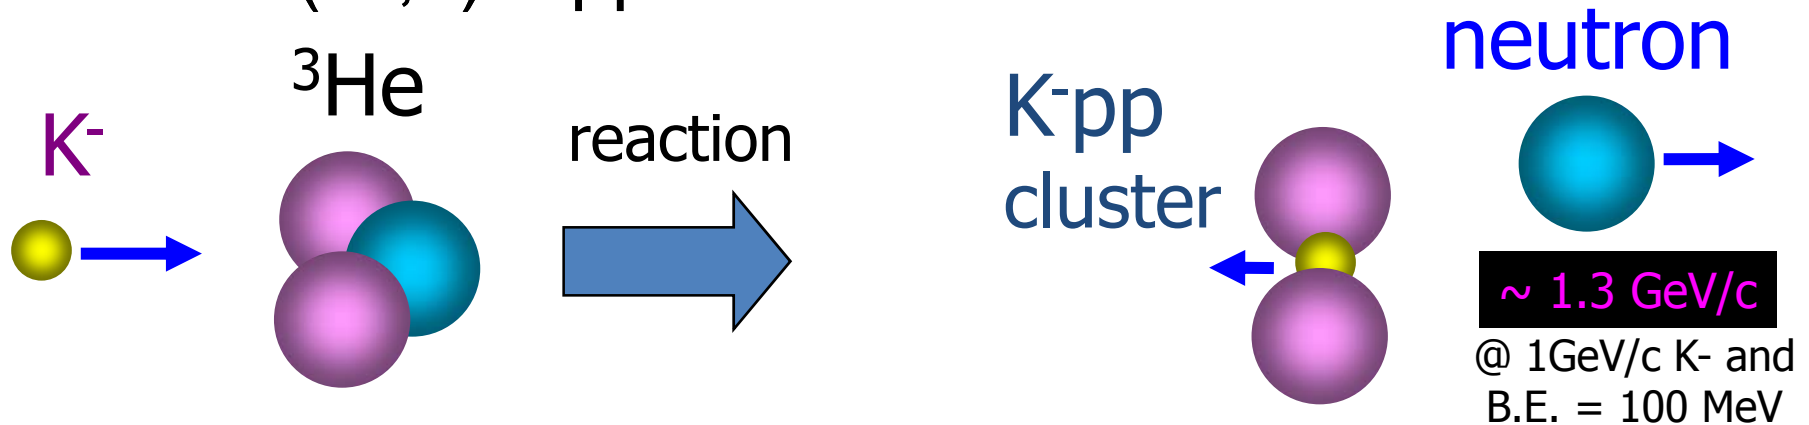 neutron
³He
K⁻pp
cluster
K⁻
reaction
~ 1.3 GeV/c
@ 1GeV/c K- and
B.E. = 100 MeV